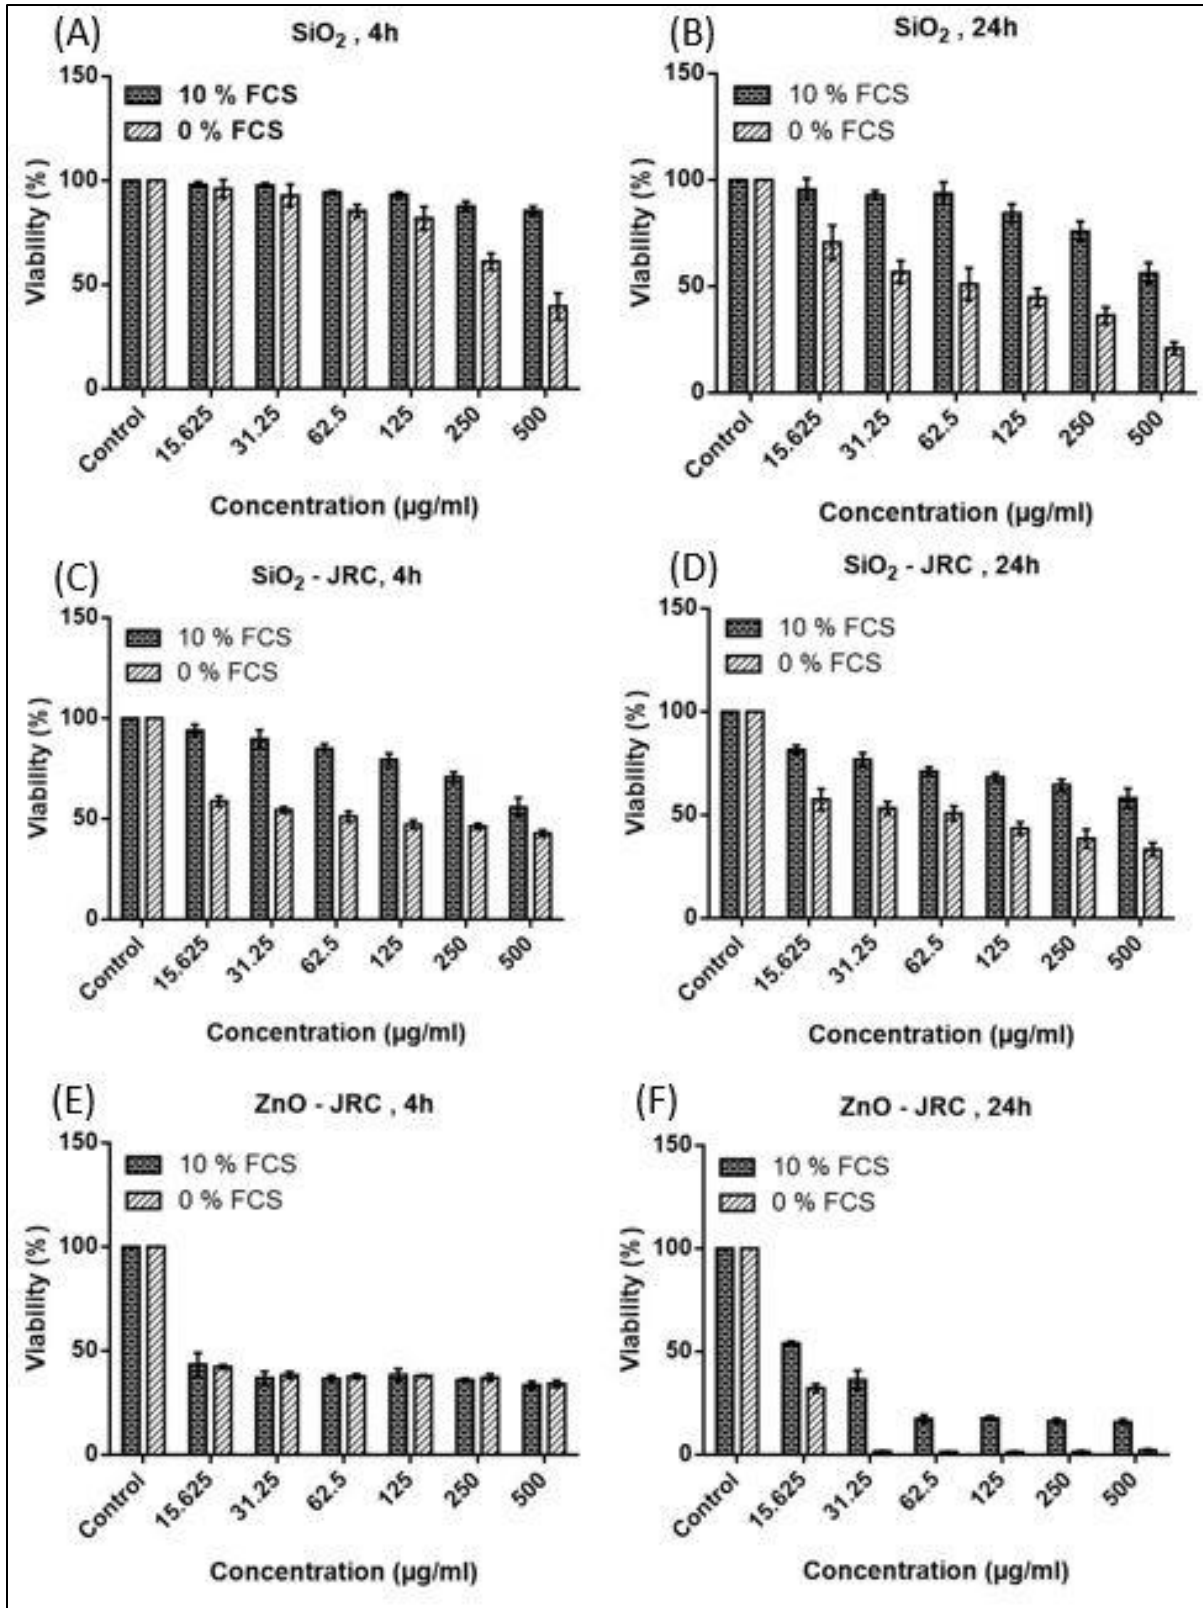 (A) SiO₂ , 4h
150
100
50
0
Viability (%)
10 % FCS
0 % FCS
Control 15.625 31.25 62.5 125 250 500
Concentration (µg/ml)
(B) SiO₂ , 24h
150
100
50
0
Viability (%)
10 % FCS
0 % FCS
Control 15.625 31.25 62.5 125 250 500
Concentration (µg/ml)
(C) SiO₂ - JRC, 4h
150
100
50
0
Viability (%)
10 % FCS
0 % FCS
Control 15.625 31.25 62.5 125 250 500
Concentration (µg/ml)
(D) SiO₂ - JRC , 24h
150
100
50
0
Viability (%)
10 % FCS
0 % FCS
Control 15.625 31.25 62.5 125 250 500
Concentration (µg/ml)
(E) ZnO - JRC , 4h
150
100
50
0
Viability (%)
10 % FCS
0 % FCS
Control 15.625 31.25 62.5 125 250 500
Concentration (µg/ml)
(F) ZnO - JRC , 24h
150
100
50
0
Viability (%)
10 % FCS
0 % FCS
Control 15.625 31.25 62.5 125 250 500
Concentration (µg/ml)